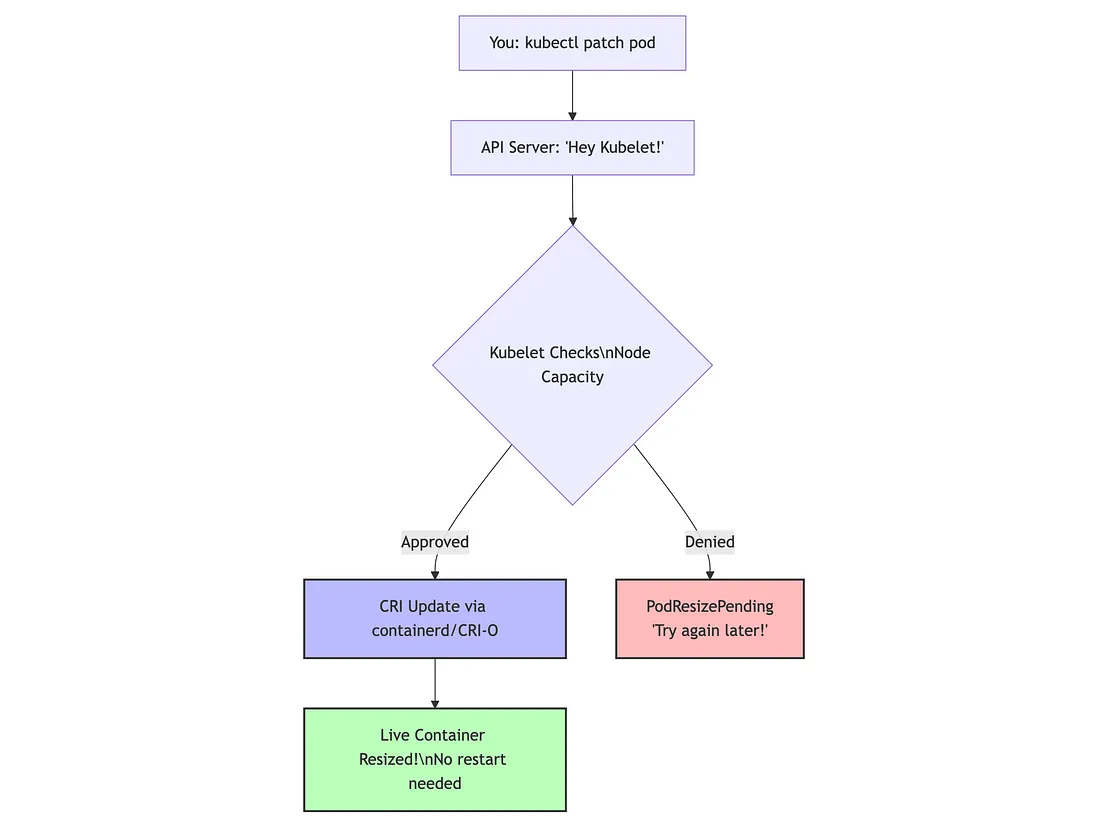 You: kubectl patch pod
API Server: 'Hey Kubelet!'
Kubelet Checks\nNode
Capacity
Approved
Denied
CRI Update via
containerd/CRI-O
PodResizePending
'Try again later!'
Live Container
Resized!\nNo restart
needed